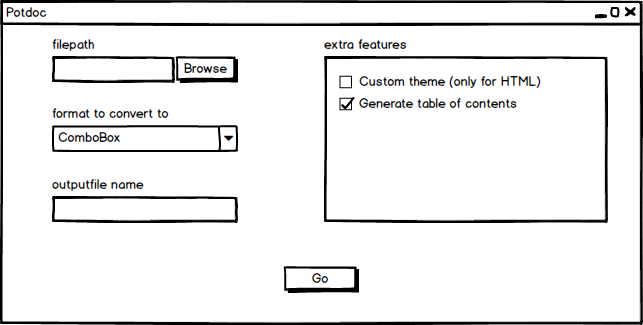 Potdoc
filepath
Browse
format to convert to
ComboBox
outputfile name
extra features
Custom theme (only for HTML)
Generate table of contents
Go